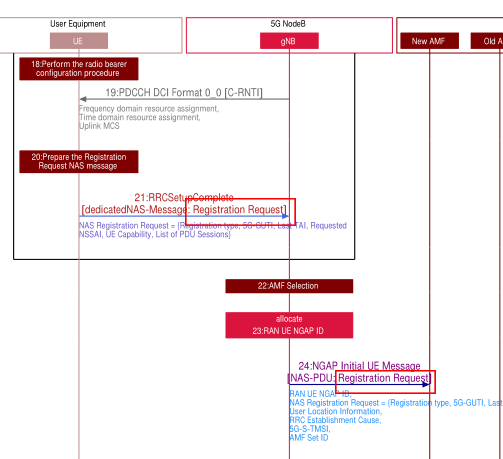 User Equipment
5G NodeB
UE
gNB
New AMF
Old A
18:Perform the radio bearer
configuration procedure
19:PDCCH DCI Format 0_0 [C-RNTI]
Frequency domain resource assignment,
Time domain resource assignment,
Uplink MCS
20:Prepare the Registration
Request NAS message
21:RRCSetupComplete
[dedicatedNAS-Message: Registration Request]
NAS Registration Request = (Registration type, 5G-GUTI, Last TAI, Requested
NSSAI, UE Capability, List of PDU Sessions)
22:AMF Selection
allocate
23:RAN UE NGAP ID
24:NGAP Initial UE Message
[NAS-PDU: Registration Request]
RAN UE NGAP ID,
NAS Registration Request = (Registration type, 5G-GUTI, Last
User Location Information,
RRC Establishment Cause,
5G-S-TMSI,
AMF Set ID